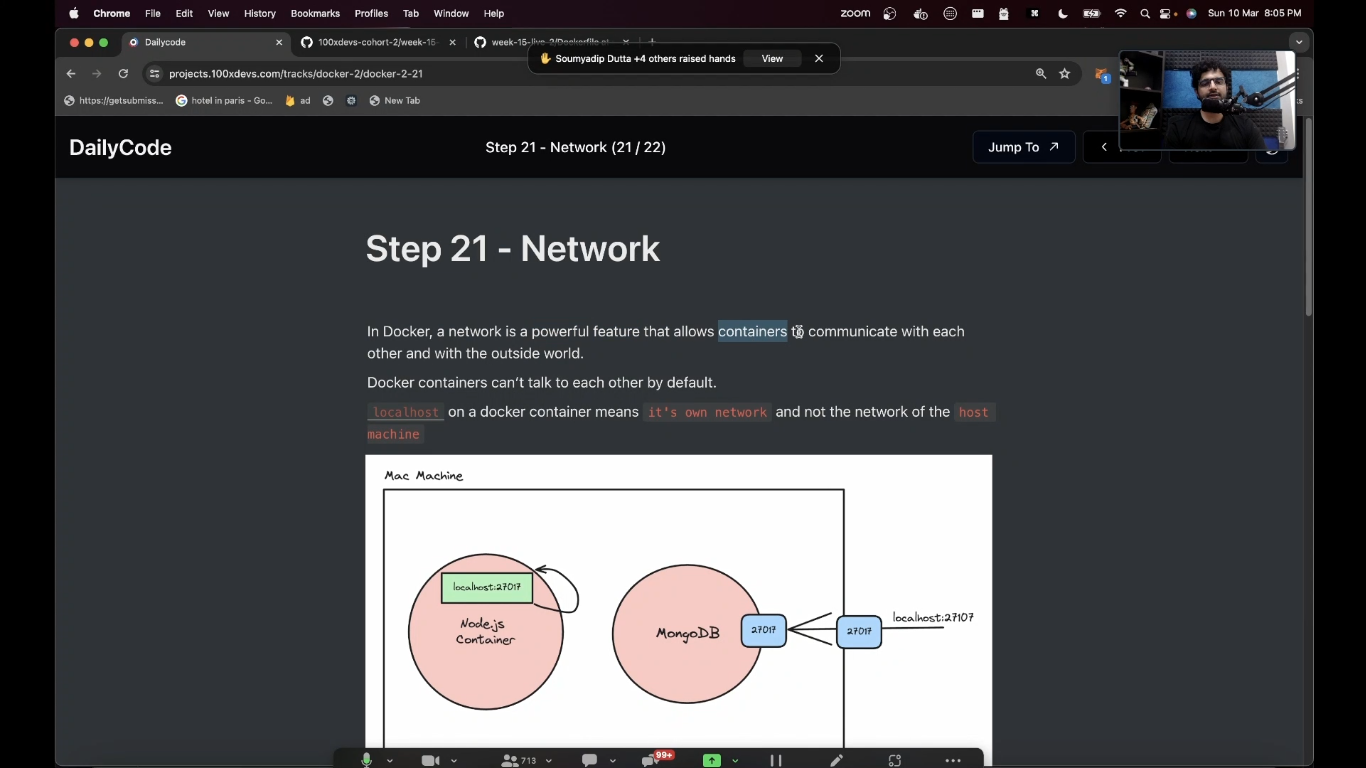 Chrome File Edit View History Bookmarks Profiles Tab Window Help zoom Sun 10 Mar 8:05 PM
Dailycode 100xdevs-cohort-2/week-15- week-15-live-2/Dockerfile at
Soumyadip Dutta +4 others raised hands View
projects.100xdevs.com/tracks/docker-2/docker-2-21
https://getsubmiss... hotel in paris - Go... ad New Tab
DailyCode Step 21 - Network (21 / 22) Jump To
Step 21 - Network
In Docker, a network is a powerful feature that allows containers to communicate with each
other and with the outside world.
Docker containers can’t talk to each other by default.
localhost on a docker container means it's own network and not the network of the host
machine
Mac Machine
localhost:27017
Node.js
Container
MongoDB
27017
27017
localhost:27107
713
99+